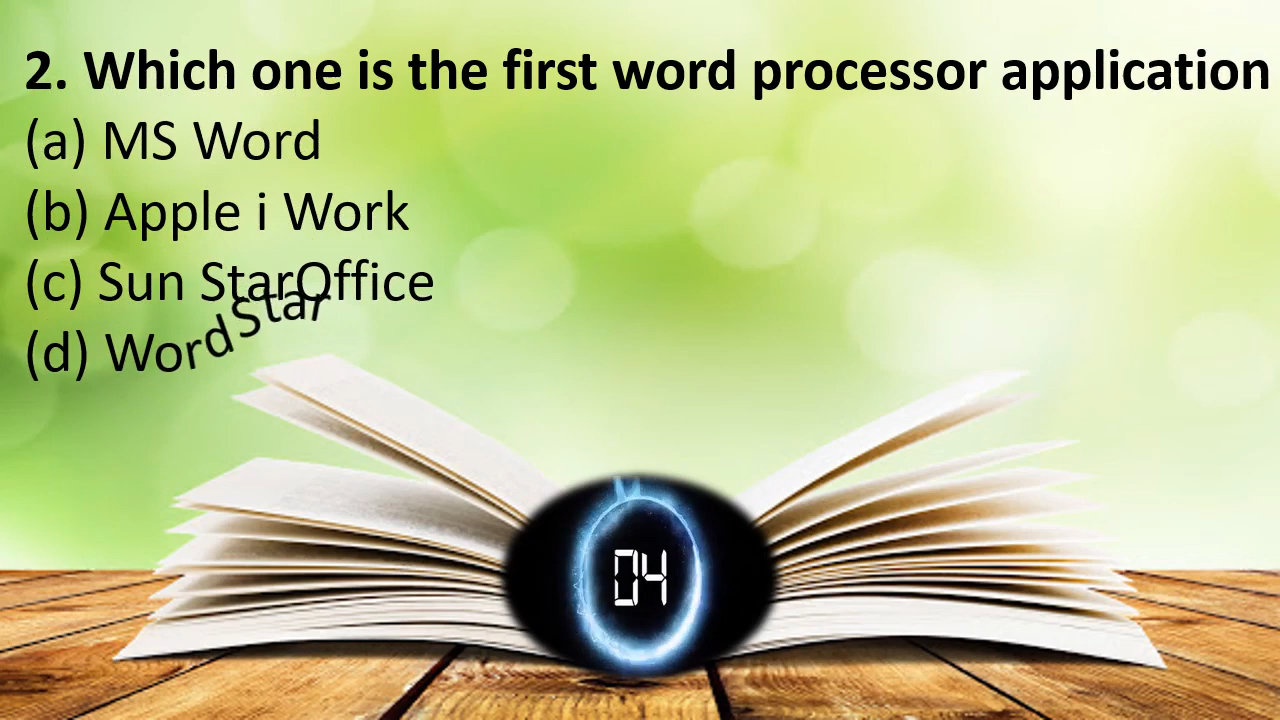 2. Which one is the first word processor application
(a) MS Word
(b) Apple i Work
(c) Sun StarOffice
(d) WordStar
04